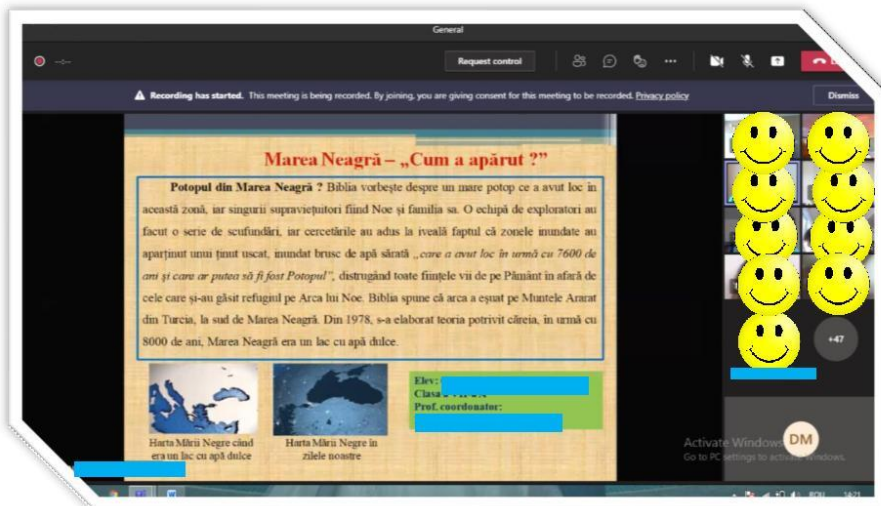 General
Request control
Recording has started. This meeting is being recorded. By joining, you are giving consent for this meeting to be recorded. Privacy policy
Dismiss
Marea Neagră – „Cum a apărut ?”
Potopul din Marea Neagră ? Biblia vorbește despre un mare potop ce a avut loc în
această zonă, iar singurii supraviețuitori fiind Noe și familia sa. O echipă de exploratori au
facut o serie de scufundări, iar cercetările au adus la iveală faptul că zonele inundate au
aparținut unui ținut uscat, inundat brusc de apă sărată „care a avut loc în urmă cu 7600 de
ani și care ar putea să fi fost Potopul”, distrugând toate ființele vii de pe Pământ în afară de
cele care și-au găsit refugiul pe Arca lui Noe. Biblia spune că arca a eșuat pe Muntele Ararat
din Turcia, la sud de Marea Neagră. Din 1978, s-a elaborat teoria potrivit căreia, în urmă cu
8000 de ani, Marea Neagră era un lac cu apă dulce.
+47
Elev:
Clasa
Prof. coordonator:
Harta Mării Negre când
era un lac cu apă dulce
Harta Mării Negre în
zilele noastre
DM
Activate Windows
Go to PC settings to activate Windows.
ROU
14:21